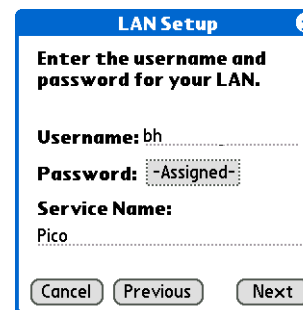 LAN Setup
Enter the username and
password for your LAN.
Username: bh
Password: -Assigned-
Service Name:
Pico
Cancel Previous Next